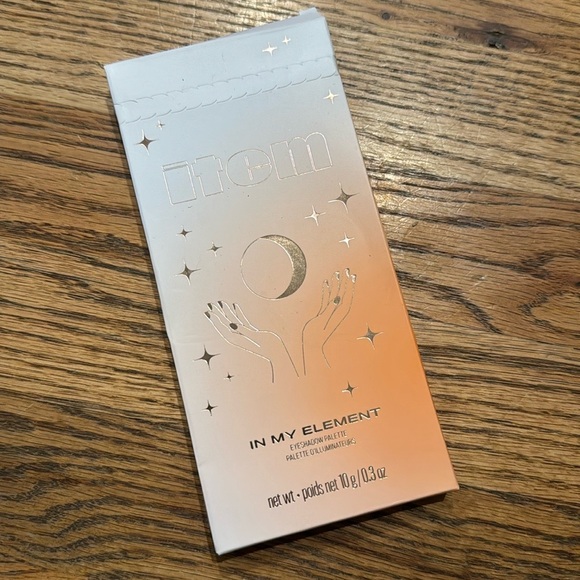 item
IN MY ELEMENT
EYESHADOW PALETTE
PALETTE D'ILLUMINATEURS
net wt • poids net 10 g / 0.3 oz